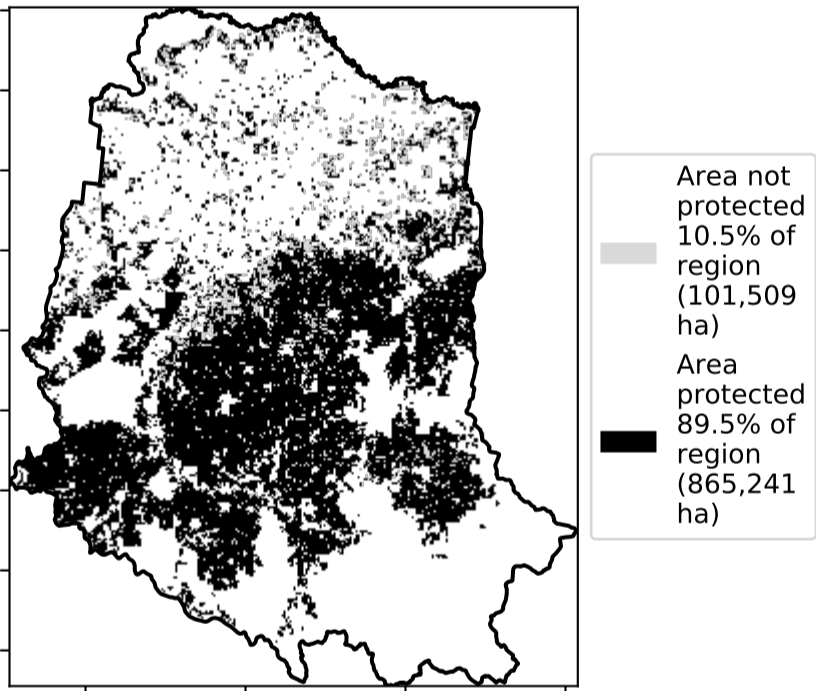 Area not
protected
10.5% of
region
(101,509
ha)
Area
protected
89.5% of
region
(865,241
ha)